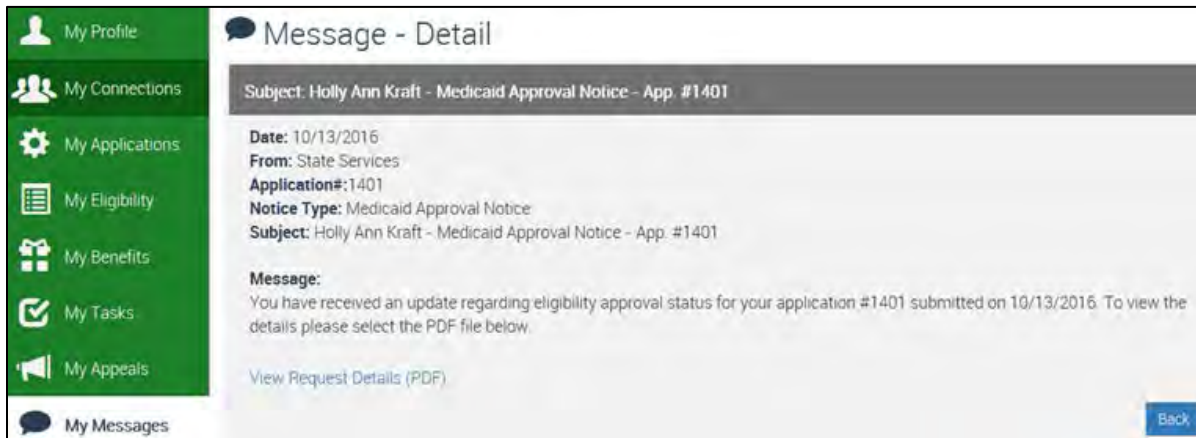 My Profile
My Connections
My Applications
My Eligibility
My Benefits
My Tasks
My Appeals
My Messages
Message - Detail
Subject: Holly Ann Kraft - Medicaid Approval Notice - App. #1401
Date: 10/13/2016
From: State Services
Application#:1401
Notice Type: Medicaid Approval Notice
Subject: Holly Ann Kraft - Medicaid Approval Notice - App. #1401
Message:
You have received an update regarding eligibility approval status for your application #1401 submitted on 10/13/2016. To view the
details please select the PDF file below.
View Request Details (PDF)
Back